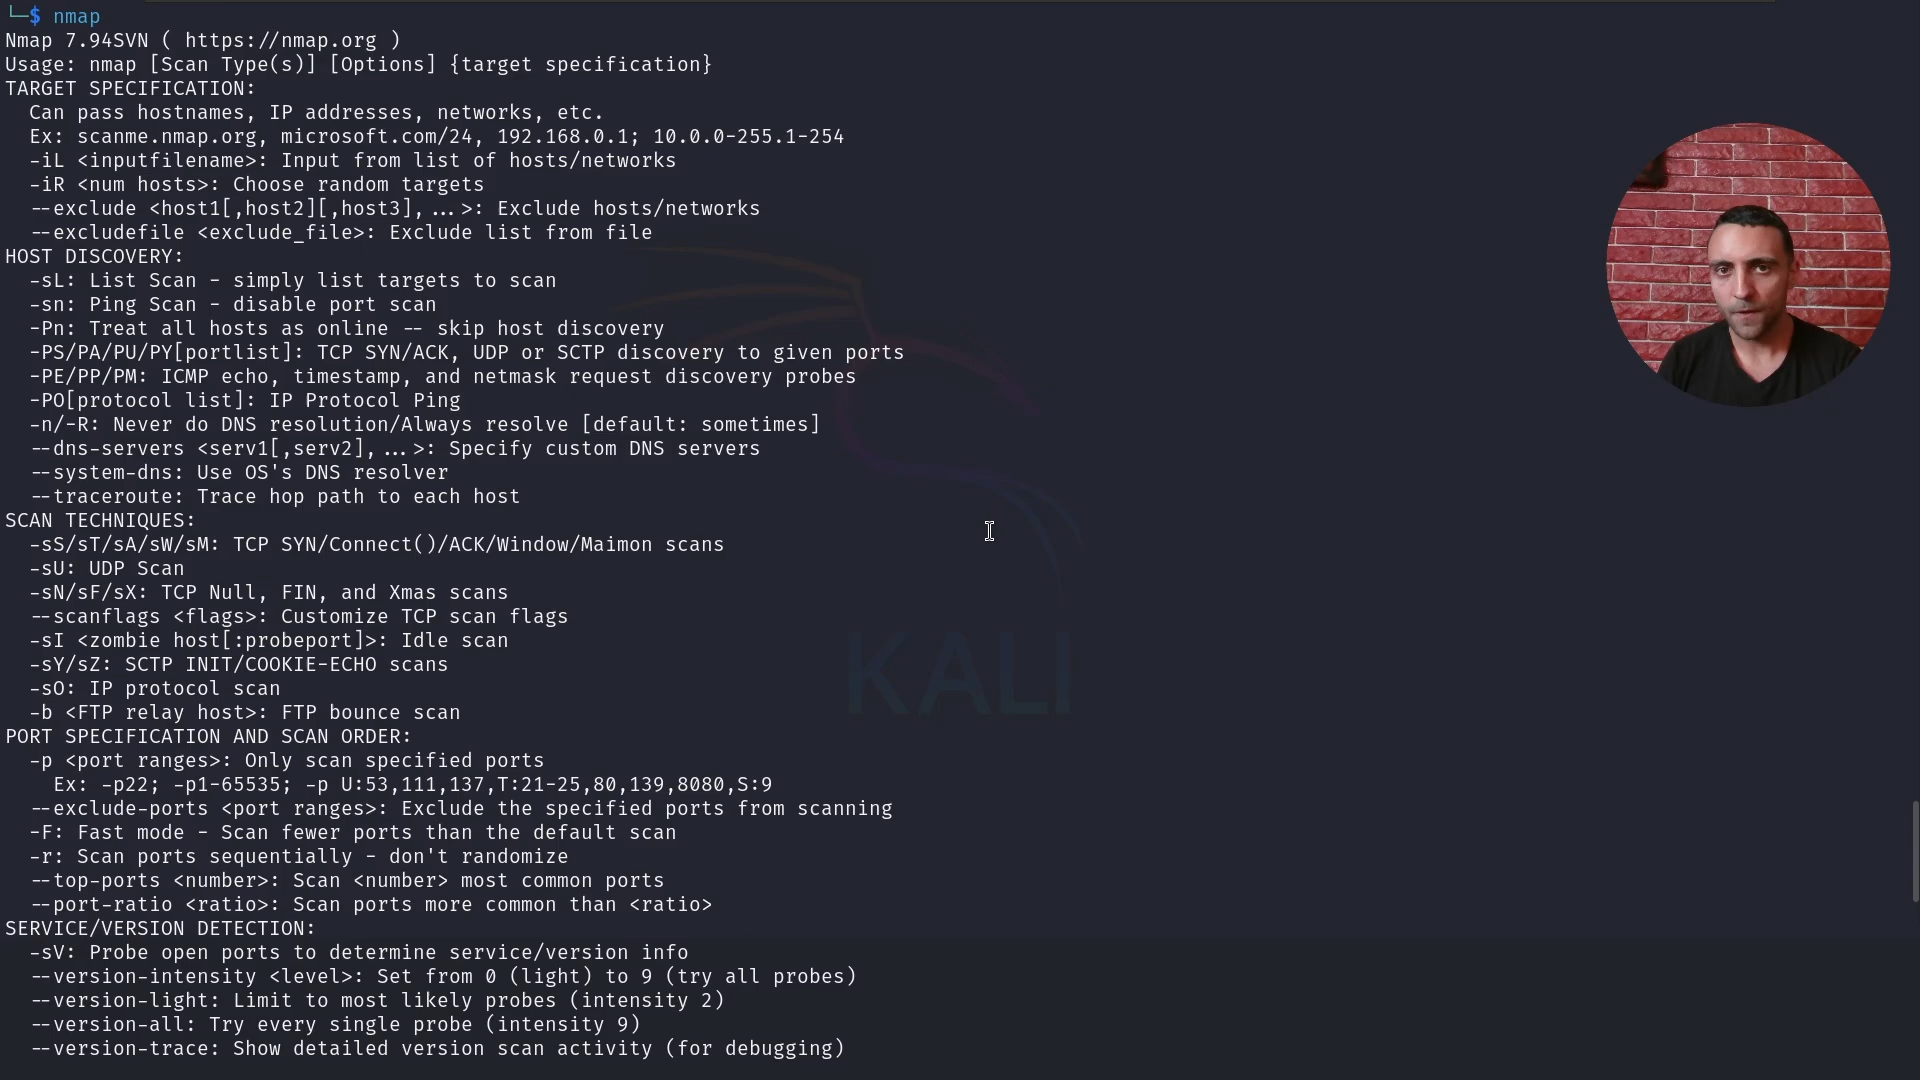 └─$ nmap
Nmap 7.94SVN ( https://nmap.org )
Usage: nmap [Scan Type(s)] [Options] {target specification}
TARGET SPECIFICATION:
  Can pass hostnames, IP addresses, networks, etc.
  Ex: scanme.nmap.org, microsoft.com/24, 192.168.0.1; 10.0.0-255.1-254
  -iL <inputfilename>: Input from list of hosts/networks
  -iR <num hosts>: Choose random targets
  --exclude <host1[,host2][,host3],...>: Exclude hosts/networks
  --excludefile <exclude_file>: Exclude list from file
HOST DISCOVERY:
  -sL: List Scan - simply list targets to scan
  -sn: Ping Scan - disable port scan
  -Pn: Treat all hosts as online -- skip host discovery
  -PS/PA/PU/PY[portlist]: TCP SYN/ACK, UDP or SCTP discovery to given ports
  -PE/PP/PM: ICMP echo, timestamp, and netmask request discovery probes
  -PO[protocol list]: IP Protocol Ping
  -n/-R: Never do DNS resolution/Always resolve [default: sometimes]
  --dns-servers <serv1[,serv2],...>: Specify custom DNS servers
  --system-dns: Use OS's DNS resolver
  --traceroute: Trace hop path to each host
SCAN TECHNIQUES:
  -sS/sT/sA/sW/sM: TCP SYN/Connect()/ACK/Window/Maimon scans
  -sU: UDP Scan
  -sN/sF/sX: TCP Null, FIN, and Xmas scans
  --scanflags <flags>: Customize TCP scan flags
  -sI <zombie host[:probeport]>: Idle scan
  -sY/sZ: SCTP INIT/COOKIE-ECHO scans
  -sO: IP protocol scan
  -b <FTP relay host>: FTP bounce scan
KALI
PORT SPECIFICATION AND SCAN ORDER:
  -p <port ranges>: Only scan specified ports
    Ex: -p22; -p1-65535; -p U:53,111,137,T:21-25,80,139,8080,S:9
  --exclude-ports <port ranges>: Exclude the specified ports from scanning
  -F: Fast mode - Scan fewer ports than the default scan
  -r: Scan ports sequentially - don't randomize
  --top-ports <number>: Scan <number> most common ports
  --port-ratio <ratio>: Scan ports more common than <ratio>
SERVICE/VERSION DETECTION:
  -sV: Probe open ports to determine service/version info
  --version-intensity <level>: Set from 0 (light) to 9 (try all probes)
  --version-light: Limit to most likely probes (intensity 2)
  --version-all: Try every single probe (intensity 9)
  --version-trace: Show detailed version scan activity (for debugging)